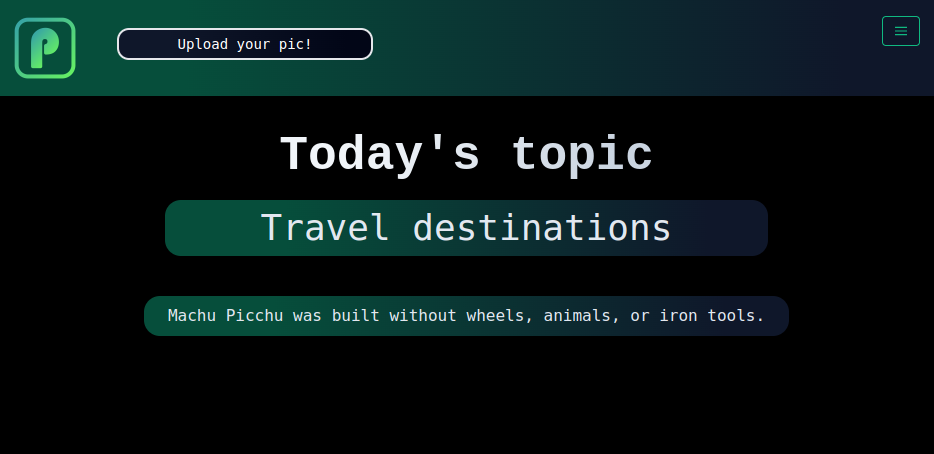 Upload your pic!
Today's topic
Travel destinations
Machu Picchu was built without wheels, animals, or iron tools.